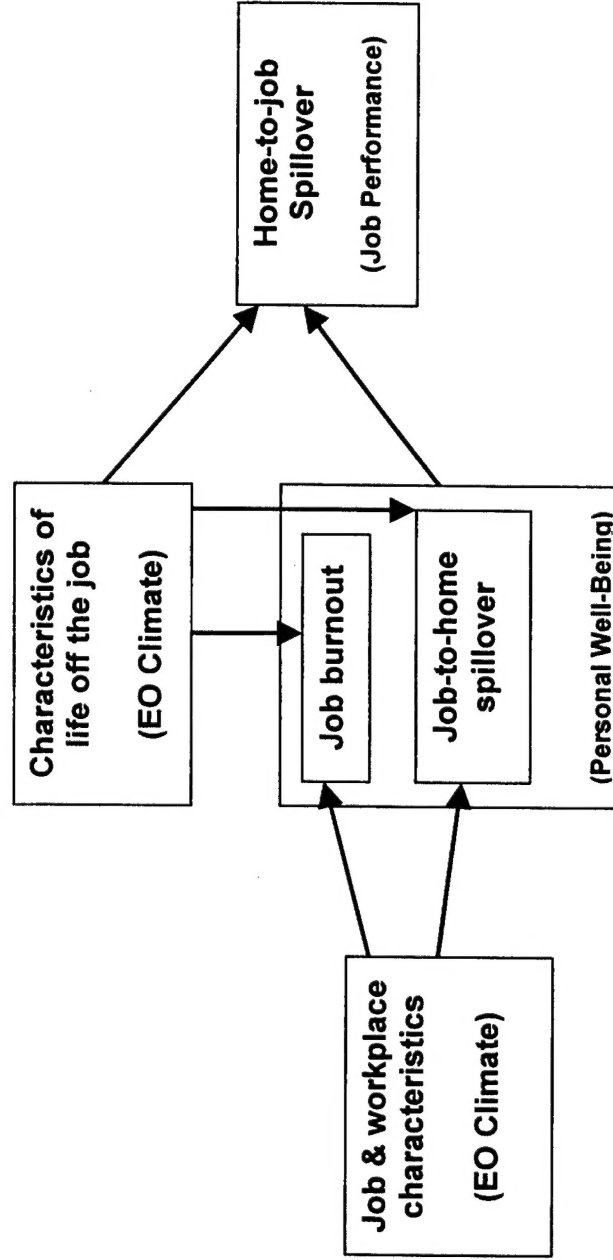 Characteristics of
life off the job
(EO Climate)
Job & workplace
characteristics
(EO Climate)
Job burnout
Job-to-home
spillover
(Personal Well-Being)
Home-to-job
Spillover
(Job Performance)